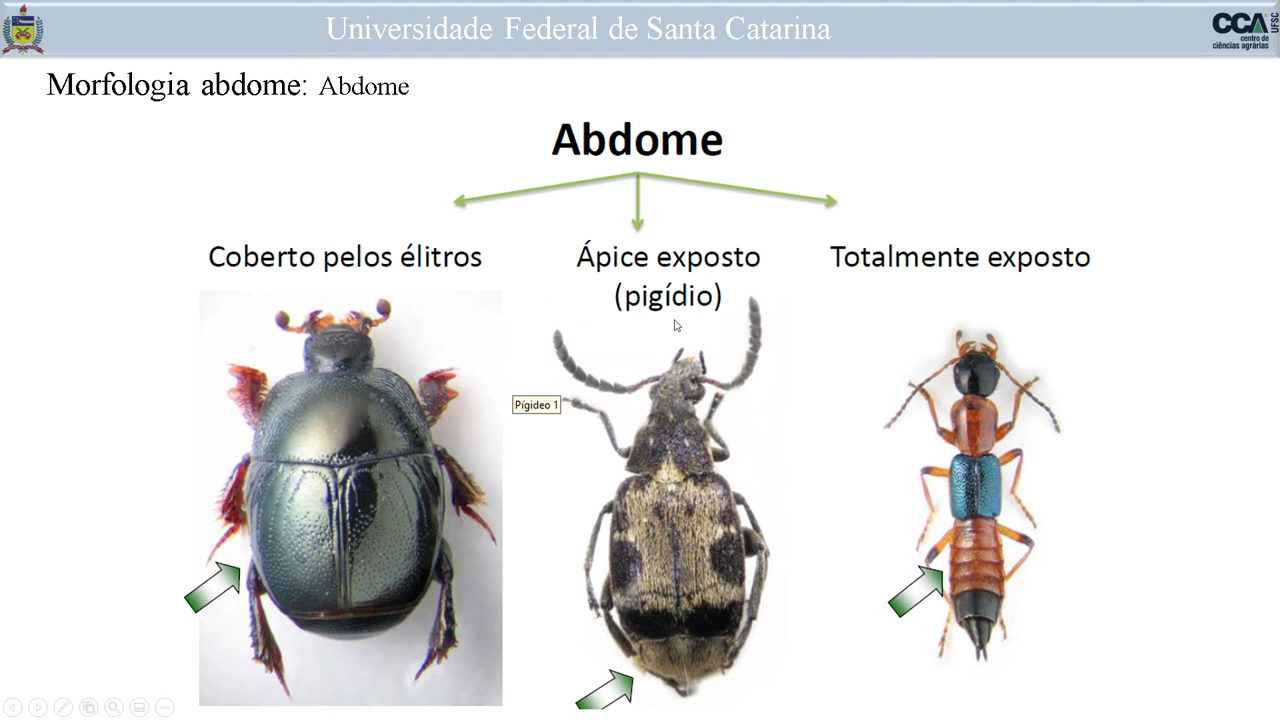 Universidade Federal de Santa Catarina
CCA
centro de
ciências agrárias
UFSC
Morfologia abdome: Abdome
Abdome
Coberto pelos élitros
Ápice exposto
(pigídio)
Totalmente exposto
Pígideo 1